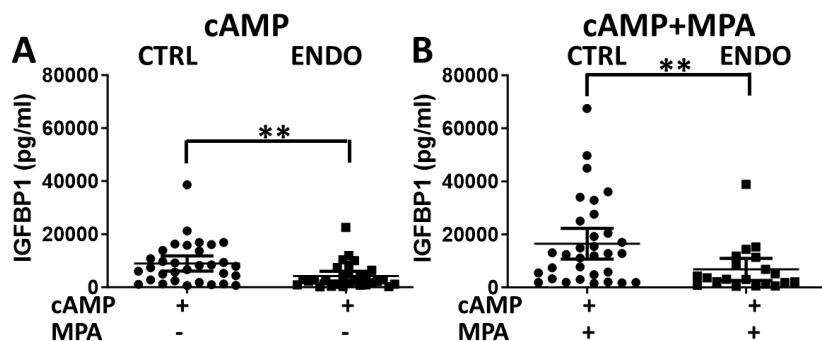 cAMP
cAMP+MPA
A
CTRL
ENDO
B
CTRL
ENDO
IGFBP1 (pg/ml)
80000
60000
40000
20000
0
**
IGFBP1 (pg/ml)
80000
60000
40000
20000
0
**
cAMP + + cAMP + +
MPA - - MPA + +